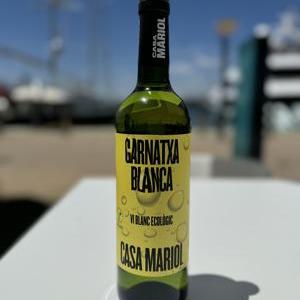 CASA
MARIOL
GARNATXA
BLANCA
VI BLANC ECOLÒGIC
CASA MARIOL